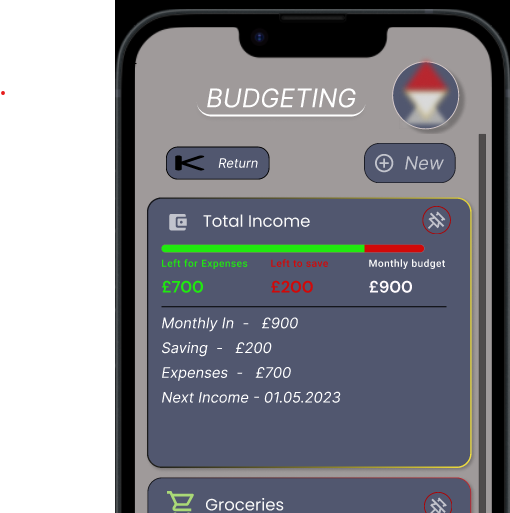 BUDGETING
Return
New
Total Income
Left for Expenses Left to save Monthly budget
£700 £200 £900
Monthly In - £900
Saving - £200
Expenses - £700
Next Income - 01.05.2023
Groceries